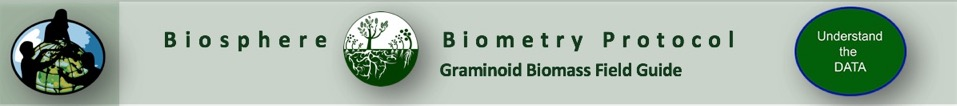 Biosphere Biometry Protocol
Graminoid Biomass Field Guide
Understand
the
DATA